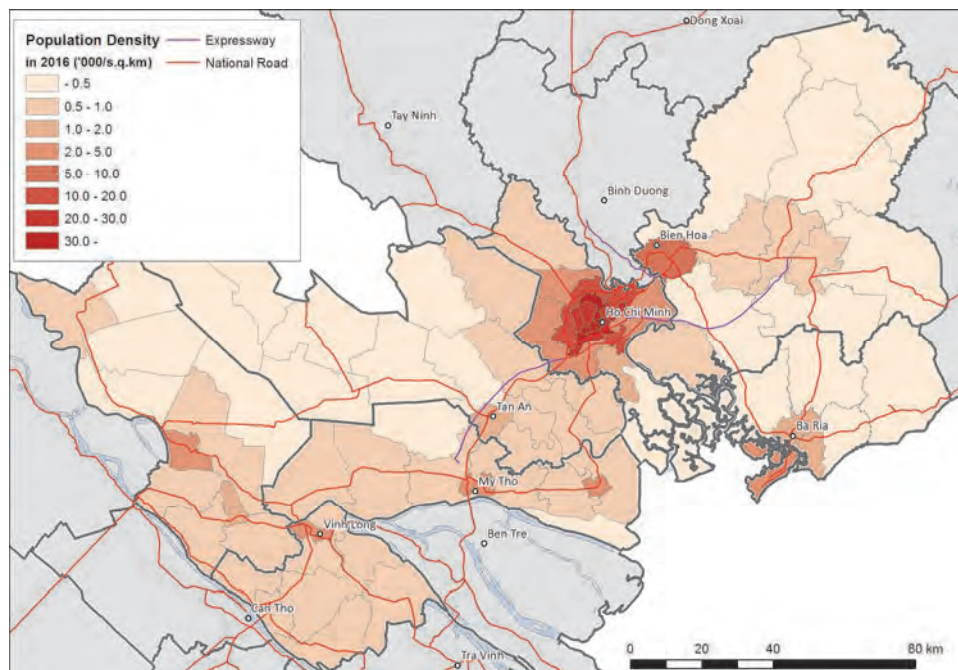 Population Density
in 2016 ('000/s.q.km)
- 0.5
0.5 - 1.0
1.0 - 2.0
2.0 - 5.0
5.0 - 10.0
10.0 - 20.0
20.0 - 30.0
30.0 -
Expressway
National Road
Dong Xoai
Tay Ninh
Binh Duong
Bien Hoa
Ho Chi Minh
Tan An
Ba Ria
My Tho
Vinh Long
Ben Tre
Can Tho
Tra Vinh
0 20 40 60 80 km